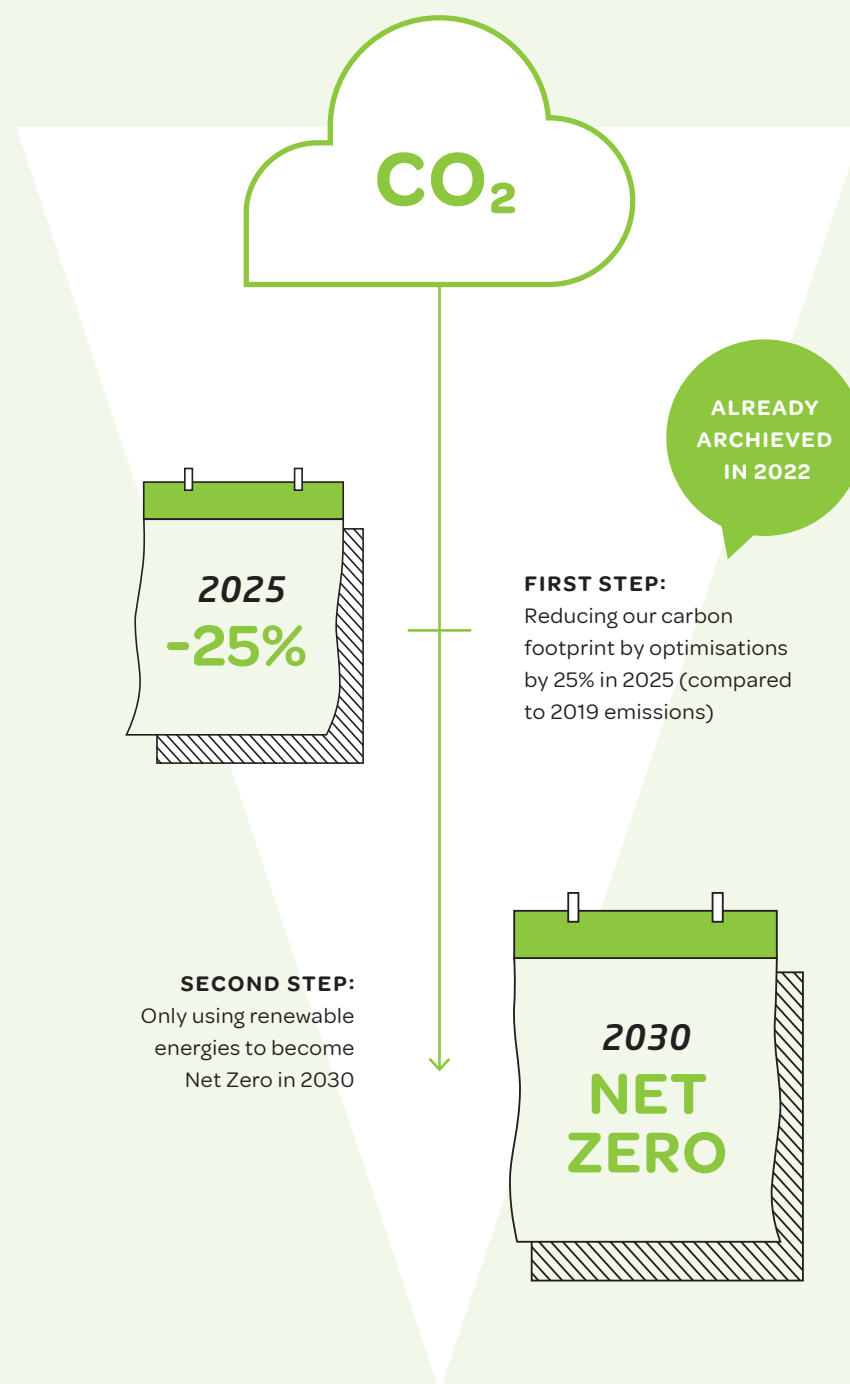 CO₂
ALREADY
ARCHIEVED
IN 2022
2025
-25%
FIRST STEP:
Reducing our carbon
footprint by optimisations
by 25% in 2025 (compared
to 2019 emissions)
SECOND STEP:
Only using renewable
energies to become
Net Zero in 2030
2030
NET
ZERO